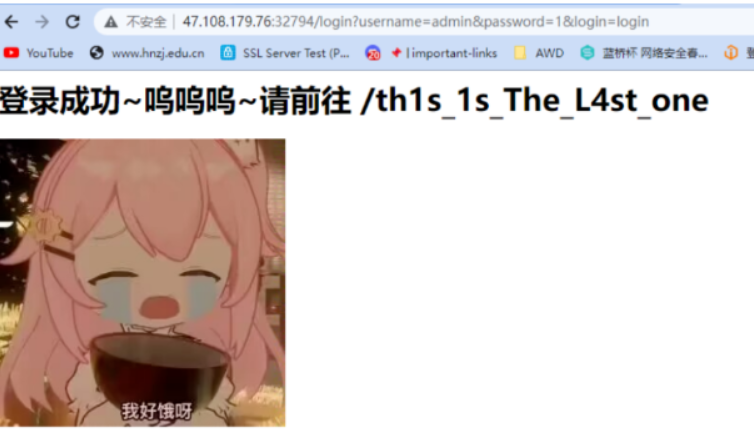 不安全 | 47.108.179.76:32794/login?username=admin&password=1&login=login
YouTube www.hnzj.edu.cn SSL Server Test (P... 20 | important-links AWD 蓝桥杯 网络安全春...
登录成功~呜呜呜~请前往 /th1s_1s_The_L4st_one
我好饿呀